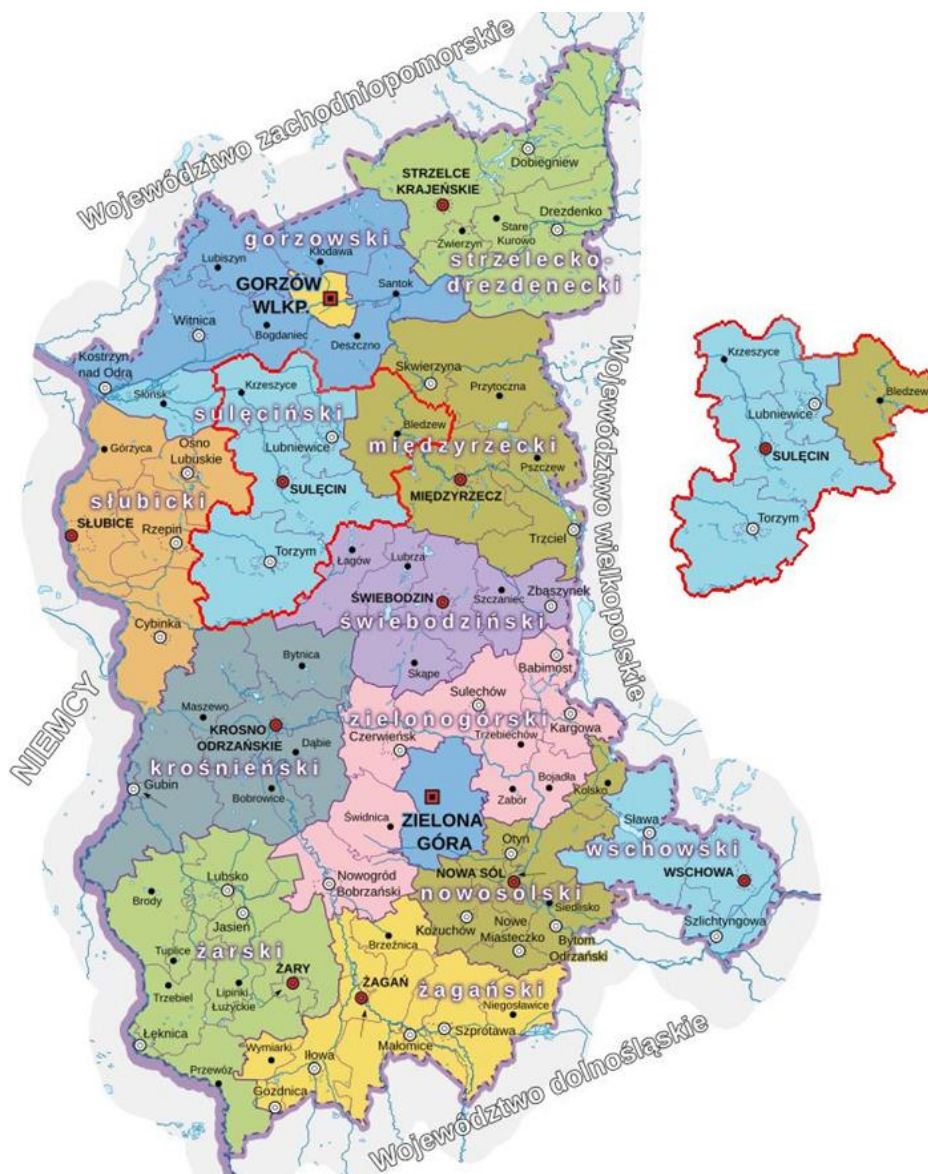 Województwo zachodniopomorskie
Dobiegniew
STRZELCE
KRAJEŃSKIE
Drezdenko
Stare
Kurowo
Zwierzyn
strzelecko-
drezdenecki
gorzowski
Kłodawa
Lubiszyn
GORZÓW
WLKP.
Santok
Witnica
Bogdaniec
Deszczno
Kostrzyn
nad Odrą
Skwierzyna
Przytoczna
Słońsk
Krzeszyce
sulęciński
Bledzew
Lubniewice
międzyrzecki
Górzyca
Ośno
Lubuskie
Pszczew
SULĘCIN
MIĘDZYRZECZ
słubicki
SŁUBICE
Rzepin
Trzciel
Torzym
Łagów
Lubrza
Województwo wielkopolskie
Krzeszyce
Bledzew
Lubniewice
SULĘCIN
Torzym
ŚWIEBODZIN
Szczaniec
Zbąszynek
świebodziński
Cybinka
Bytnica
Skąpe
Babimost
NIEMCY
Maszewo
Sulechów
zielonogórski
Kargowa
KROSNO
ODRZAŃSKIE
Dąbie
Czerwieńsk
Trzebiechów
krośnieński
Gubin
Bobrowice
Zabór
Bojadła
Kolsko
Świdnica
ZIELONA
GÓRA
Sława
Otyń
wschowski
WSCHOWA
Nowogród
Bobrzański
NOWA SÓL
nowosolski
Siedlisko
Lubsko
Brody
Jasień
Kożuchów
Nowe
Miasteczko
Bytom
Odrzański
Szlichtyngowa
Brzeźnica
żarski
Tuplice
ŻARY
Trzebiel
Lipinki
Łużyckie
ŻAGAŃ
żagański
Niegosławice
Szprotawa
Łęknica
Wymiarki
Iłowa
Małomice
Przewóz
Gozdnica
Województwo dolnośląskie